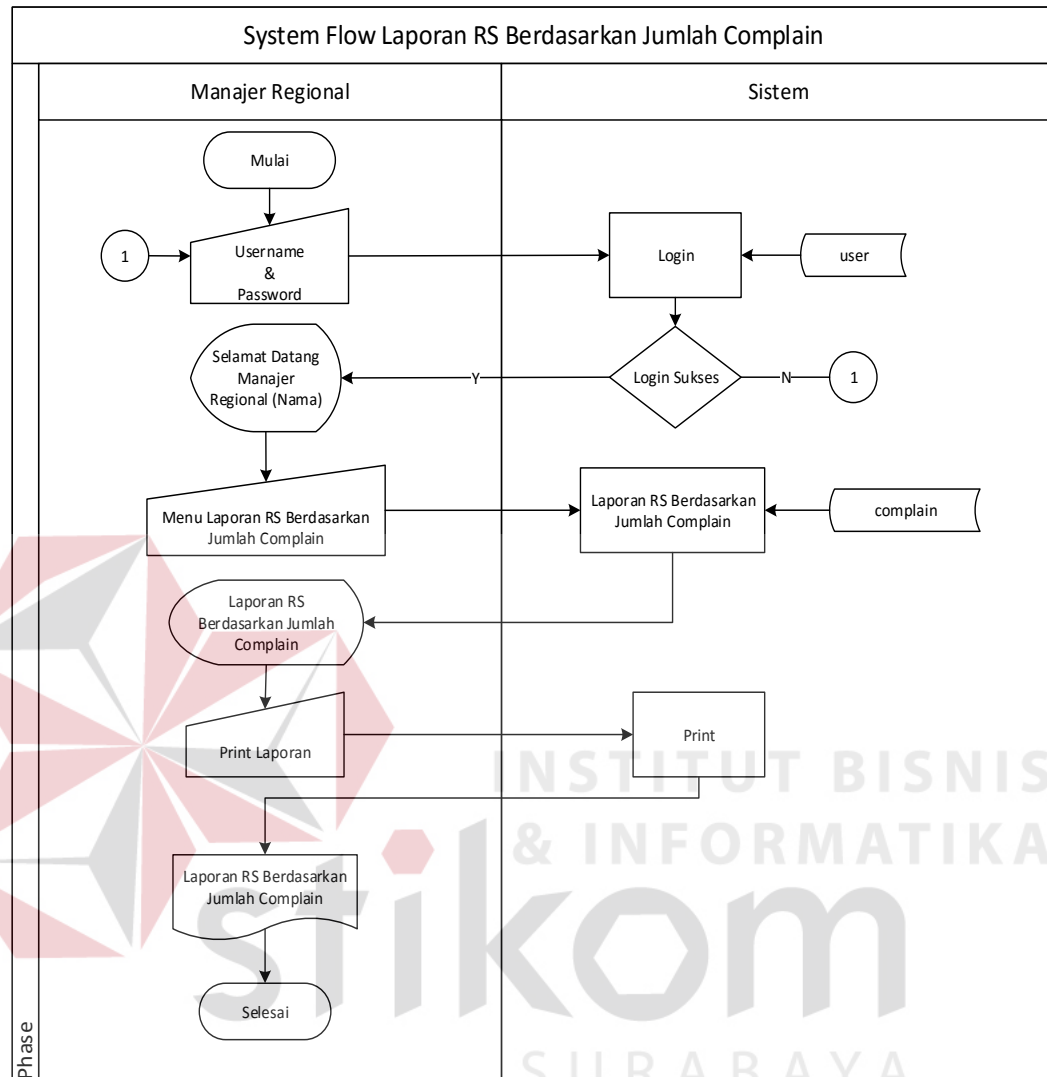 System Flow Laporan RS Berdasarkan Jumlah Complain
Manajer Regional
Sistem
Mulai
1
Username
&
Password
Login
user
Selamat Datang
Manajer
Regional (Nama)
Y
Login Sukses
N
1
Menu Laporan RS Berdasarkan
Jumlah Complain
Laporan RS Berdasarkan
Jumlah Complain
complain
Laporan RS
Berdasarkan Jumlah
Complain
Print Laporan
Print
Laporan RS Berdasarkan
Jumlah Complain
Selesai
Phase
INSTITUT BISNIS
& INFORMATIKA
stikom
SURABAYA